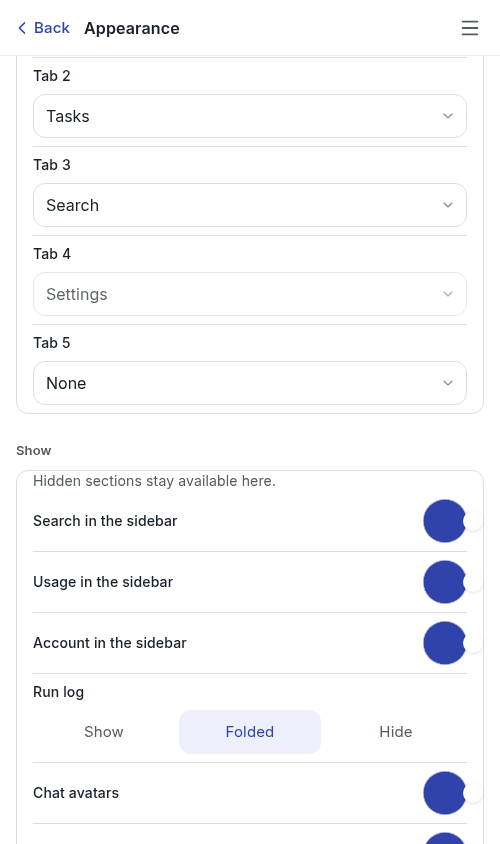 Back Appearance
Tab 2
Tasks
Tab 3
Search
Tab 4
Settings
Tab 5
None
Show
Hidden sections stay available here.
Search in the sidebar
Usage in the sidebar
Account in the sidebar
Run log
Show Folded Hide
Chat avatars